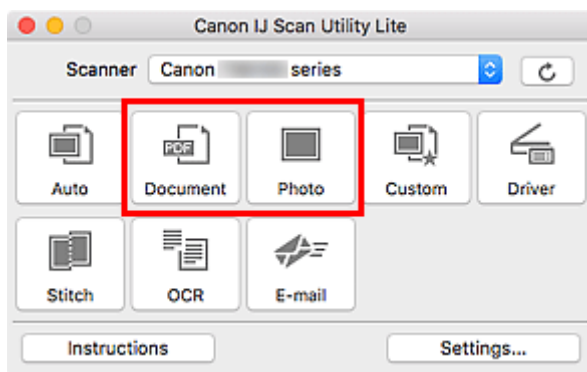 Canon IJ Scan Utility Lite
Scanner Canon series
Auto
PDF
Document
Photo
Custom
Driver
Stitch
OCR
E-mail
Instructions Settings...